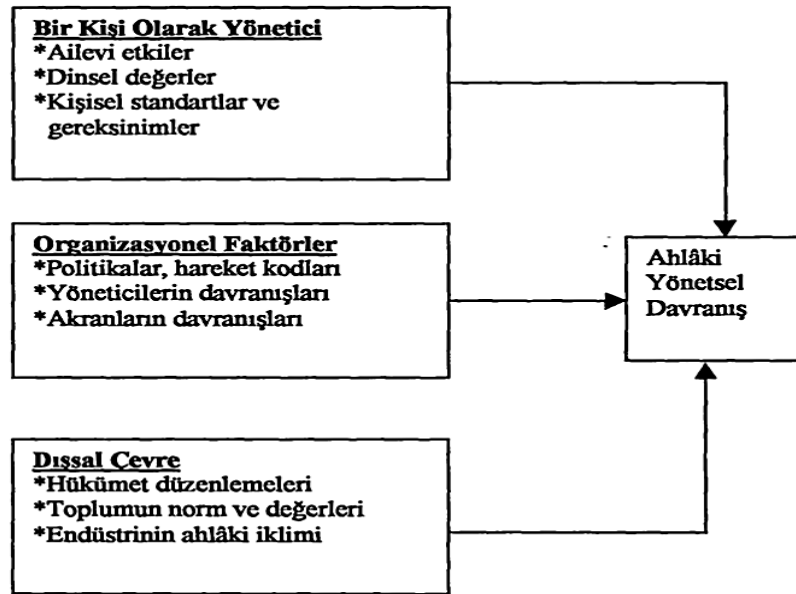 Bir Kişi Olarak Yönetici
*Ailevi etkiler
*Dinsel değerler
*Kişisel standartlar ve
gereksinimler
Organizasyonel Faktörler
*Politikalar, hareket kodları
*Yöneticilerin davranışları
*Akranların davranışları
Ahlâki
Yönetsel
Davranış
Dışsal Çevre
*Hükümet düzenlemeleri
*Toplumun norm ve değerleri
*Endüstrinin ahlâki iklimi